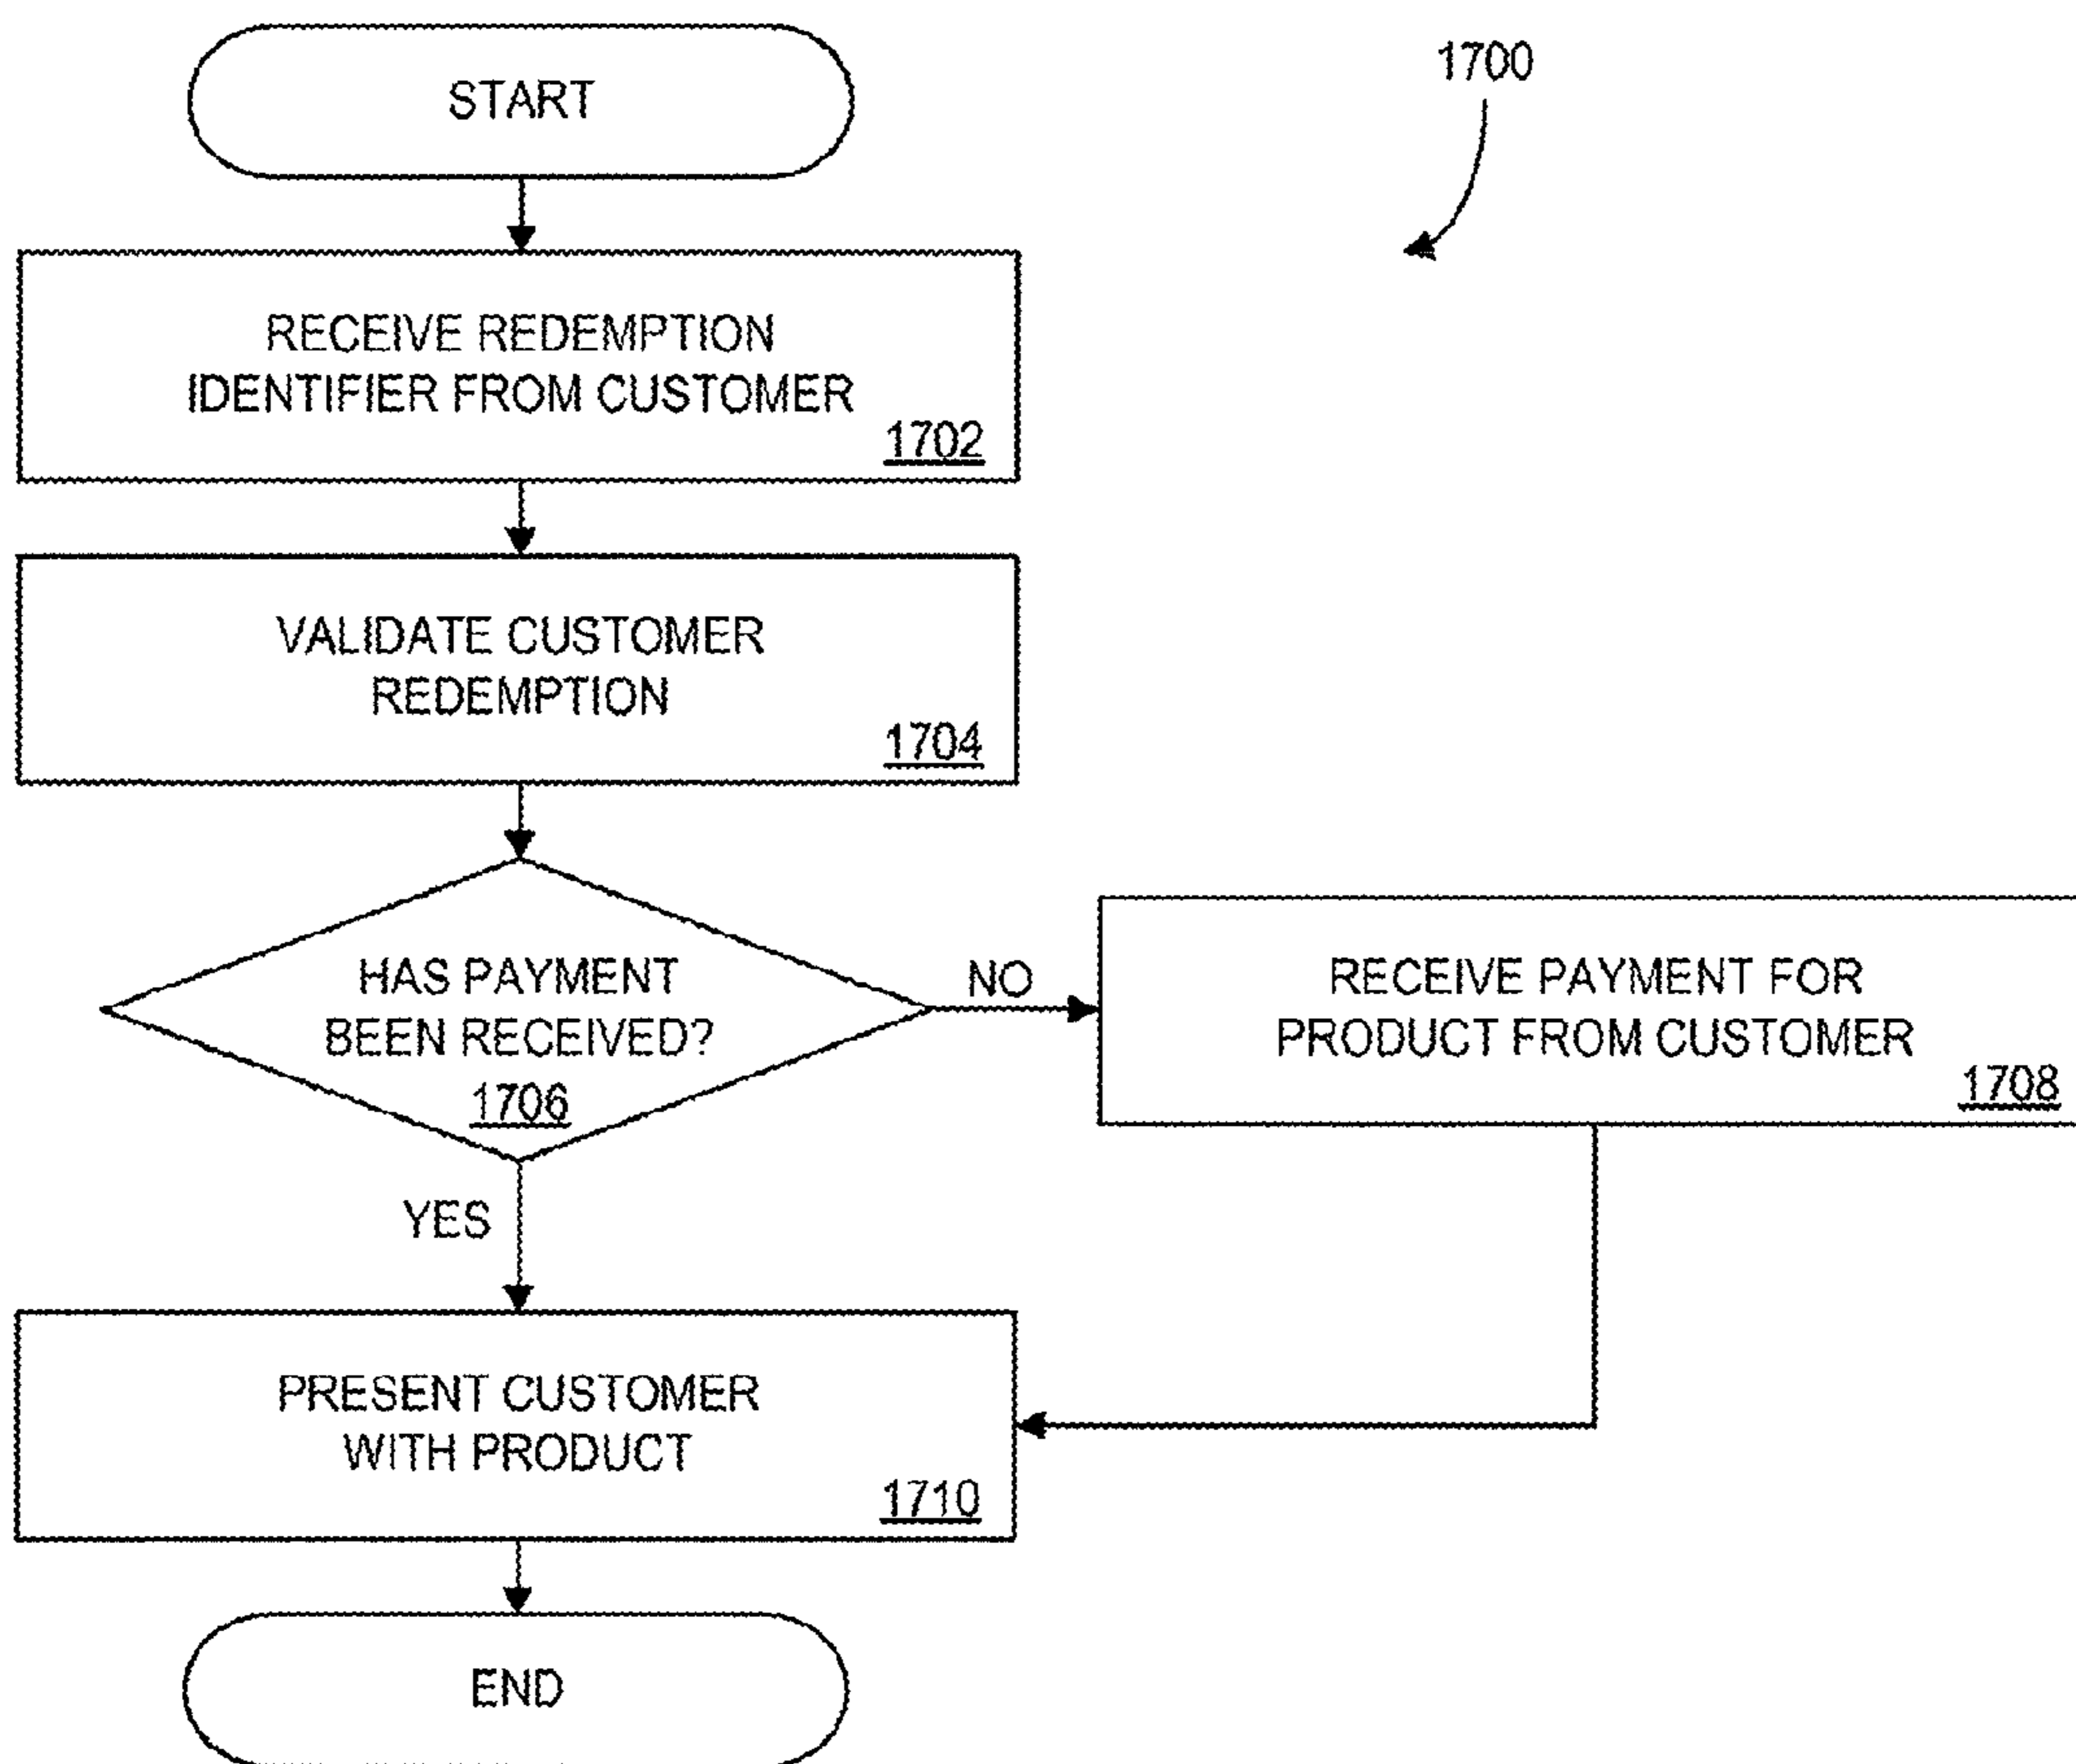 START
1700
RECEIVE REDEMPTION
IDENTIFIER FROM CUSTOMER
1702
VALIDATE CUSTOMER
REDEMPTION
1704
HAS PAYMENT
BEEN RECEIVED?
1706
NO
RECEIVE PAYMENT FOR
PRODUCT FROM CUSTOMER
1708
YES
PRESENT CUSTOMER
WITH PRODUCT
1710
END